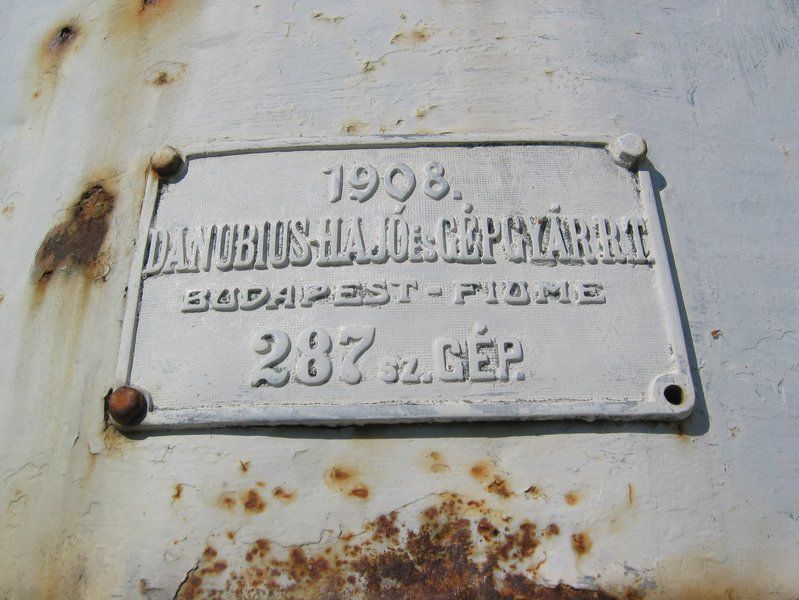 1908.
DANUBIUS-HAJÓ ÉS GÉPGYÁR R.T.
BUDAPEST - FIUME
287 SZ. GÉP.